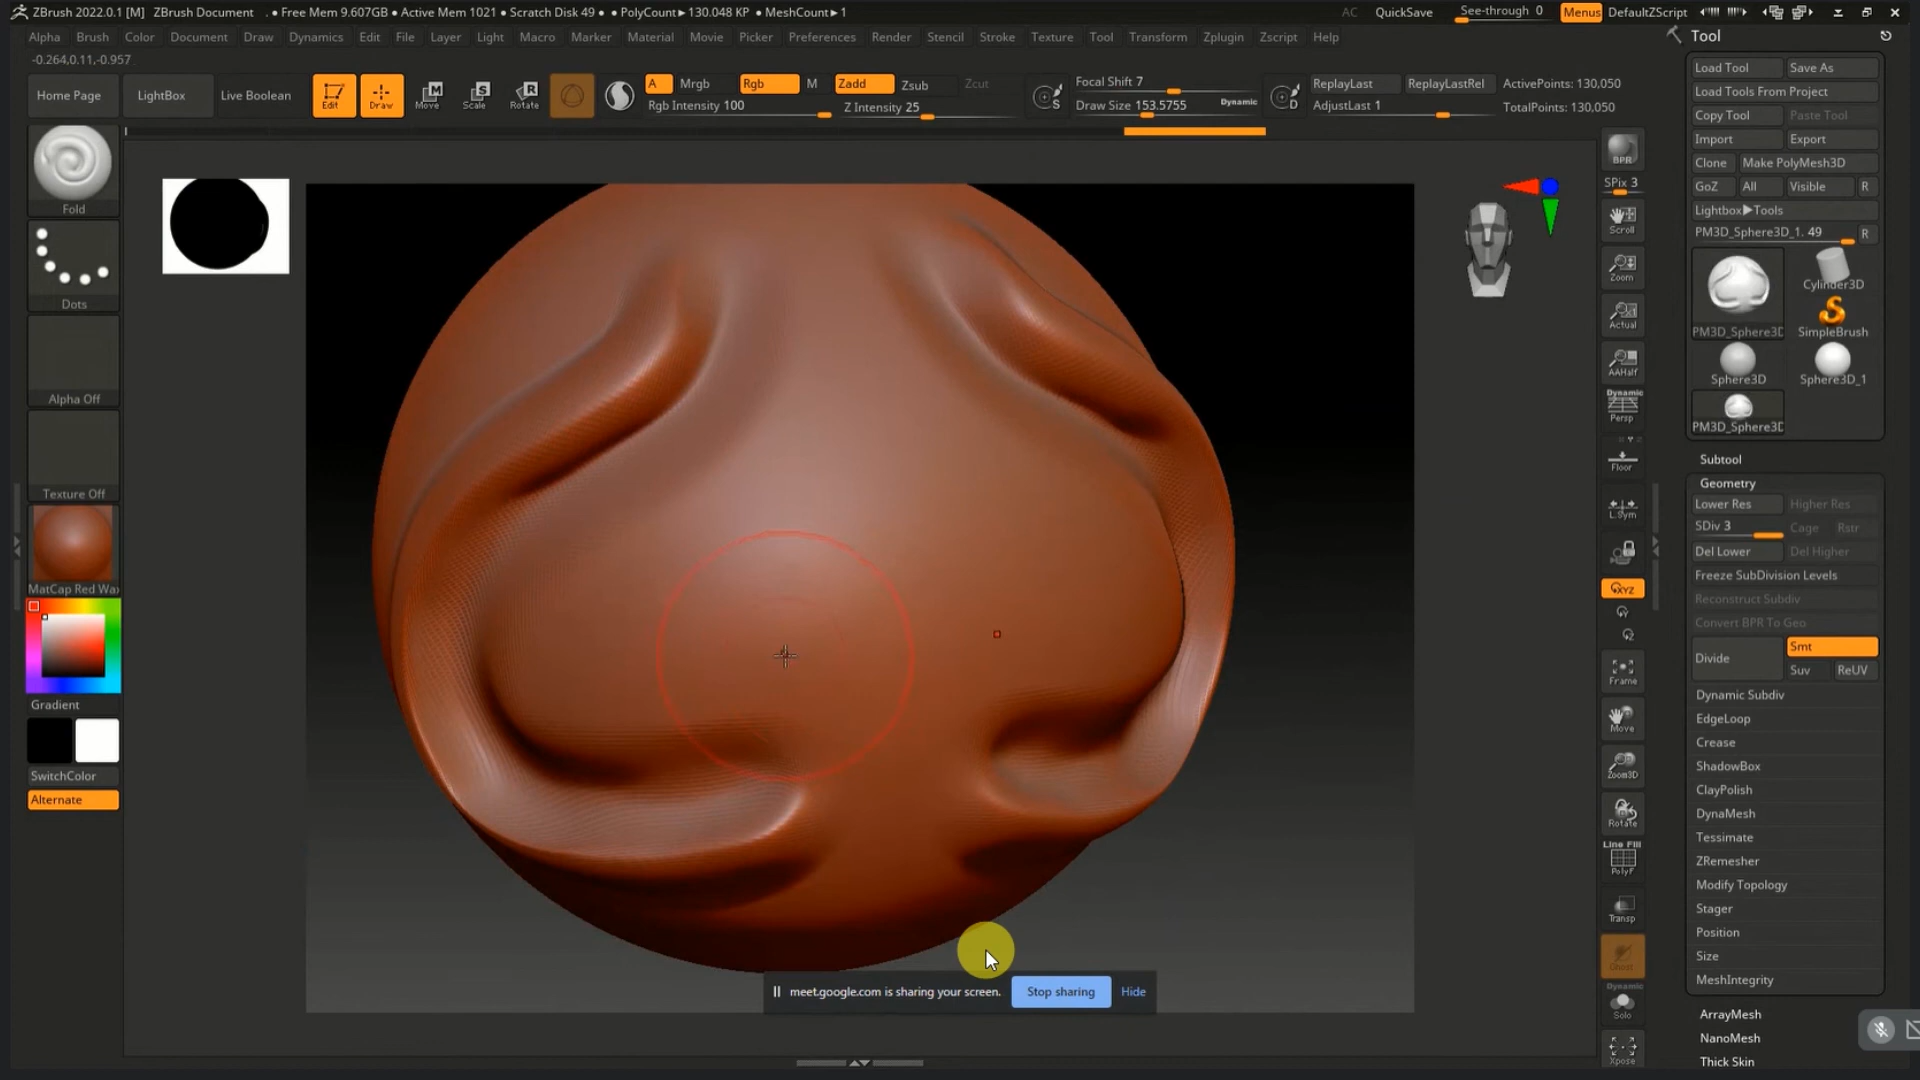 ZBrush 2022.0.1 [M] ZBrush Document . • Free Mem 9.607GB • Active Mem 1021 • Scratch Disk 49 • • PolyCount▶ 130.048 KP • MeshCount▶ 1 AC QuickSave See-through 0 Menus DefaultZScript
Alpha Brush Color Document Draw Dynamics Edit File Layer Light Macro Marker Material Movie Picker Preferences Render Stencil Stroke Texture Tool Transform Zplugin Zscript Help
-0.264,0.11,-0.957
Home Page LightBox Live Boolean Edit Draw Move Scale Rotate
A Mrgb Rgb M Zadd Zsub Zcut
Rgb Intensity 100 Z Intensity 25
S Focal Shift 7
Draw Size 153.5755 Dynamic
D ReplayLast ReplayLastRel ActivePoints: 130,050
AdjustLast 1 TotalPoints: 130,050
Fold
Dots
Alpha Off
Texture Off
MatCap Red Wax
Gradient
SwitchColor
Alternate
BPR
SPix 3
Scroll
Zoom
Actual
AAHalf
Dynamic
Persp
Floor
L.Sym
XYZ
Y
Z
Frame
Move
Zoom3D
Rotate
Line Fill
PolyF
Transp
Ghost
Dynamic
Solo
Xpose
Tool
Load Tool Save As
Load Tools From Project
Copy Tool Paste Tool
Import Export
Clone Make PolyMesh3D
GoZ All Visible R
Lightbox▶Tools
PM3D_Sphere3D_1. 49 R
PM3D_Sphere3D Cylinder3D
SimpleBrush
Sphere3D Sphere3D_1
PM3D_Sphere3D
Subtool
Geometry
Lower Res Higher Res
SDiv 3 Cage Rstr
Del Lower Del Higher
Freeze SubDivision Levels
Reconstruct Subdiv
Convert BPR To Geo
Divide Smt
Suv ReUV
Dynamic Subdiv
EdgeLoop
Crease
ShadowBox
ClayPolish
DynaMesh
Tessimate
ZRemesher
Modify Topology
Stager
Position
Size
MeshIntegrity
ArrayMesh
NanoMesh
Thick Skin
meet.google.com is sharing your screen. Stop sharing Hide